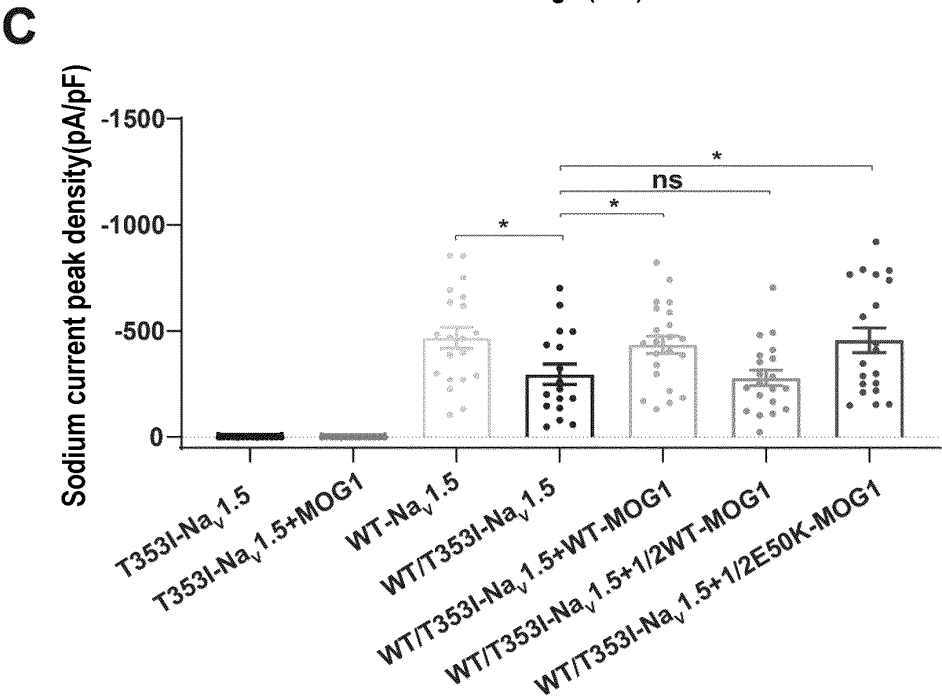 C
Sodium current peak density(pA/pF)
-1500
-1000
-500
0
*
ns
*
*
T353I-Nav1.5
T353I-Nav1.5+MOG1
WT-Nav1.5
WT/T353I-Nav1.5
WT/T353I-Nav1.5+WT-MOG1
WT/T353I-Nav1.5+1/2WT-MOG1
WT/T353I-Nav1.5+1/2E50K-MOG1